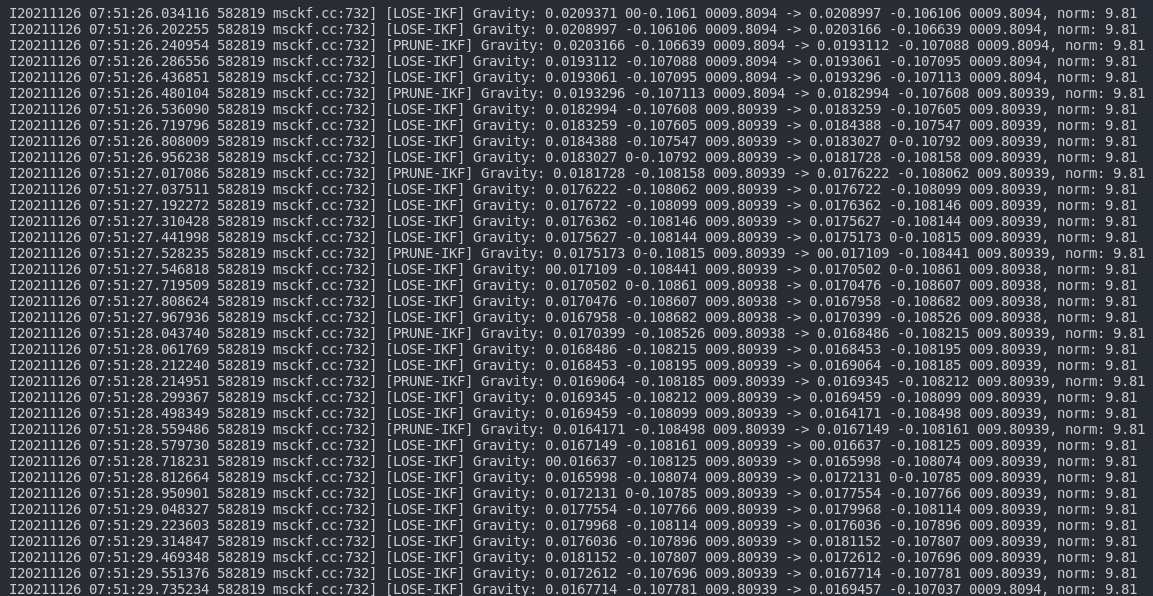 I20211126 07:51:26.034116 582819 msckf.cc:732] [LOSE-IKF] Gravity: 0.0209371 00-0.1061 0009.8094 -> 0.0208997 -0.106106 0009.8094, norm: 9.81
I20211126 07:51:26.202255 582819 msckf.cc:732] [LOSE-IKF] Gravity: 0.0208997 -0.106106 0009.8094 -> 0.0203166 -0.106639 0009.8094, norm: 9.81
I20211126 07:51:26.240954 582819 msckf.cc:732] [PRUNE-IKF] Gravity: 0.0203166 -0.106639 0009.8094 -> 0.0193112 -0.107088 0009.8094, norm: 9.81
I20211126 07:51:26.286556 582819 msckf.cc:732] [LOSE-IKF] Gravity: 0.0193112 -0.107088 0009.8094 -> 0.0193061 -0.107095 0009.8094, norm: 9.81
I20211126 07:51:26.436851 582819 msckf.cc:732] [LOSE-IKF] Gravity: 0.0193061 -0.107095 0009.8094 -> 0.0193296 -0.107113 0009.8094, norm: 9.81
I20211126 07:51:26.480104 582819 msckf.cc:732] [PRUNE-IKF] Gravity: 0.0193296 -0.107113 0009.8094 -> 0.0182994 -0.107608 009.80939, norm: 9.81
I20211126 07:51:26.536090 582819 msckf.cc:732] [LOSE-IKF] Gravity: 0.0182994 -0.107608 009.80939 -> 0.0183259 -0.107605 009.80939, norm: 9.81
I20211126 07:51:26.719796 582819 msckf.cc:732] [LOSE-IKF] Gravity: 0.0183259 -0.107605 009.80939 -> 0.0184388 -0.107547 009.80939, norm: 9.81
I20211126 07:51:26.808009 582819 msckf.cc:732] [LOSE-IKF] Gravity: 0.0184388 -0.107547 009.80939 -> 0.0183027 0-0.10792 009.80939, norm: 9.81
I20211126 07:51:26.956238 582819 msckf.cc:732] [LOSE-IKF] Gravity: 0.0183027 0-0.10792 009.80939 -> 0.0181728 -0.108158 009.80939, norm: 9.81
I20211126 07:51:27.017086 582819 msckf.cc:732] [PRUNE-IKF] Gravity: 0.0181728 -0.108158 009.80939 -> 0.0176222 -0.108062 009.80939, norm: 9.81
I20211126 07:51:27.037511 582819 msckf.cc:732] [LOSE-IKF] Gravity: 0.0176222 -0.108062 009.80939 -> 0.0176722 -0.108099 009.80939, norm: 9.81
I20211126 07:51:27.192272 582819 msckf.cc:732] [LOSE-IKF] Gravity: 0.0176722 -0.108099 009.80939 -> 0.0176362 -0.108146 009.80939, norm: 9.81
I20211126 07:51:27.310428 582819 msckf.cc:732] [LOSE-IKF] Gravity: 0.0176362 -0.108146 009.80939 -> 0.0175627 -0.108144 009.80939, norm: 9.81
I20211126 07:51:27.441998 582819 msckf.cc:732] [LOSE-IKF] Gravity: 0.0175627 -0.108144 009.80939 -> 0.0175173 0-0.10815 009.80939, norm: 9.81
I20211126 07:51:27.528235 582819 msckf.cc:732] [PRUNE-IKF] Gravity: 0.0175173 0-0.10815 009.80939 -> 00.017109 -0.108441 009.80939, norm: 9.81
I20211126 07:51:27.546818 582819 msckf.cc:732] [LOSE-IKF] Gravity: 00.017109 -0.108441 009.80939 -> 0.0170502 0-0.10861 009.80938, norm: 9.81
I20211126 07:51:27.719509 582819 msckf.cc:732] [LOSE-IKF] Gravity: 0.0170502 0-0.10861 009.80938 -> 0.0170476 -0.108607 009.80938, norm: 9.81
I20211126 07:51:27.808624 582819 msckf.cc:732] [LOSE-IKF] Gravity: 0.0170476 -0.108607 009.80938 -> 0.0167958 -0.108682 009.80938, norm: 9.81
I20211126 07:51:27.967936 582819 msckf.cc:732] [LOSE-IKF] Gravity: 0.0167958 -0.108682 009.80938 -> 0.0170399 -0.108526 009.80938, norm: 9.81
I20211126 07:51:28.043740 582819 msckf.cc:732] [PRUNE-IKF] Gravity: 0.0170399 -0.108526 009.80938 -> 0.0168486 -0.108215 009.80939, norm: 9.81
I20211126 07:51:28.061769 582819 msckf.cc:732] [LOSE-IKF] Gravity: 0.0168486 -0.108215 009.80939 -> 0.0168453 -0.108195 009.80939, norm: 9.81
I20211126 07:51:28.212240 582819 msckf.cc:732] [LOSE-IKF] Gravity: 0.0168453 -0.108195 009.80939 -> 0.0169064 -0.108185 009.80939, norm: 9.81
I20211126 07:51:28.214951 582819 msckf.cc:732] [PRUNE-IKF] Gravity: 0.0169064 -0.108185 009.80939 -> 0.0169345 -0.108212 009.80939, norm: 9.81
I20211126 07:51:28.299367 582819 msckf.cc:732] [LOSE-IKF] Gravity: 0.0169345 -0.108212 009.80939 -> 0.0169459 -0.108099 009.80939, norm: 9.81
I20211126 07:51:28.498349 582819 msckf.cc:732] [LOSE-IKF] Gravity: 0.0169459 -0.108099 009.80939 -> 0.0164171 -0.108498 009.80939, norm: 9.81
I20211126 07:51:28.559486 582819 msckf.cc:732] [PRUNE-IKF] Gravity: 0.0164171 -0.108498 009.80939 -> 0.0167149 -0.108161 009.80939, norm: 9.81
I20211126 07:51:28.579730 582819 msckf.cc:732] [LOSE-IKF] Gravity: 0.0167149 -0.108161 009.80939 -> 00.016637 -0.108125 009.80939, norm: 9.81
I20211126 07:51:28.718231 582819 msckf.cc:732] [LOSE-IKF] Gravity: 00.016637 -0.108125 009.80939 -> 0.0165998 -0.108074 009.80939, norm: 9.81
I20211126 07:51:28.812664 582819 msckf.cc:732] [LOSE-IKF] Gravity: 0.0165998 -0.108074 009.80939 -> 0.0172131 0-0.10785 009.80939, norm: 9.81
I20211126 07:51:28.950901 582819 msckf.cc:732] [LOSE-IKF] Gravity: 0.0172131 0-0.10785 009.80939 -> 0.0177554 -0.107766 009.80939, norm: 9.81
I20211126 07:51:29.048327 582819 msckf.cc:732] [LOSE-IKF] Gravity: 0.0177554 -0.107766 009.80939 -> 0.0179968 -0.108114 009.80939, norm: 9.81
I20211126 07:51:29.223603 582819 msckf.cc:732] [LOSE-IKF] Gravity: 0.0179968 -0.108114 009.80939 -> 0.0176036 -0.107896 009.80939, norm: 9.81
I20211126 07:51:29.314847 582819 msckf.cc:732] [LOSE-IKF] Gravity: 0.0176036 -0.107896 009.80939 -> 0.0181152 -0.107807 009.80939, norm: 9.81
I20211126 07:51:29.469348 582819 msckf.cc:732] [LOSE-IKF] Gravity: 0.0181152 -0.107807 009.80939 -> 0.0172612 -0.107696 009.80939, norm: 9.81
I20211126 07:51:29.551376 582819 msckf.cc:732] [LOSE-IKF] Gravity: 0.0172612 -0.107696 009.80939 -> 0.0167714 -0.107781 009.80939, norm: 9.81
I20211126 07:51:29.735234 582819 msckf.cc:732] [LOSE-IKF] Gravity: 0.0167714 -0.107781 009.80939 -> 0.0169457 -0.107037 0009.8094, norm: 9.81